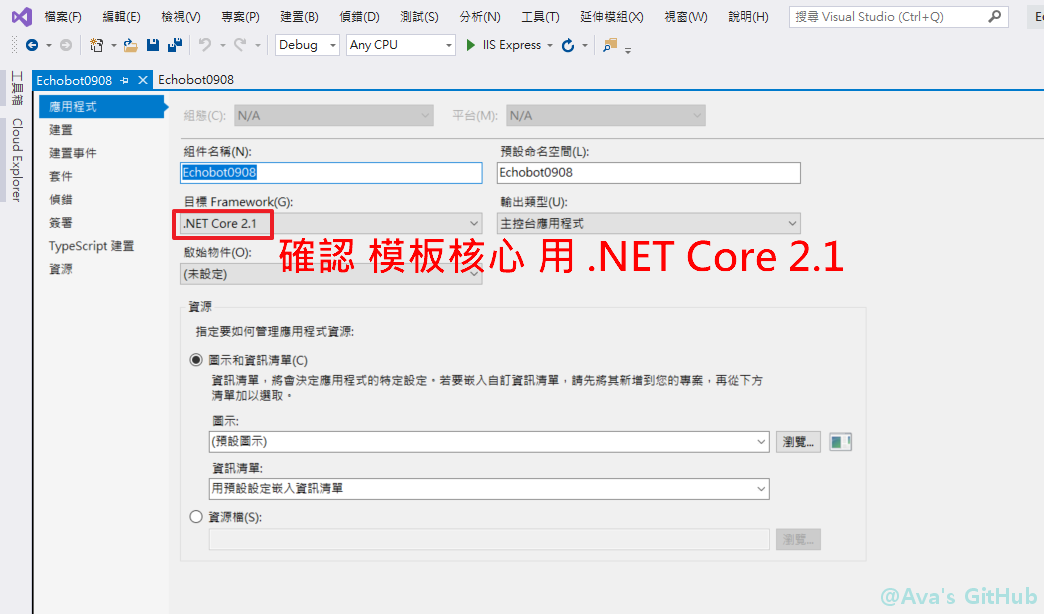 檔案(F) 編輯(E) 檢視(V) 專案(P) 建置(B) 偵錯(D) 測試(S) 分析(N) 工具(T) 延伸模組(X) 視窗(W) 說明(H) 搜尋 Visual Studio (Ctrl+Q)
Debug Any CPU IIS Express
工具箱
Cloud Explorer
Echobot0908 Echobot0908
應用程式
建置
建置事件
套件
偵錯
簽署
TypeScript 建置
資源
組態(C): N/A 平台(M): N/A
組件名稱(N): 預設命名空間(L):
Echobot0908 Echobot0908
目標 Framework(G): 輸出類型(U):
.NET Core 2.1 主控台應用程式
啟始物件(O):
(未設定)
確認 模板核心 用 .NET Core 2.1
資源
指定要如何管理應用程式資源:
圖示和資訊清單(C)
資訊清單，將會決定應用程式的特定設定。若要嵌入自訂資訊清單，請先將其新增到您的專案，再從下方
清單加以選取。
圖示:
(預設圖示) 瀏覽...
資訊清單:
用預設設定嵌入資訊清單
資源檔(S):
瀏覽...
@Ava's GitHub